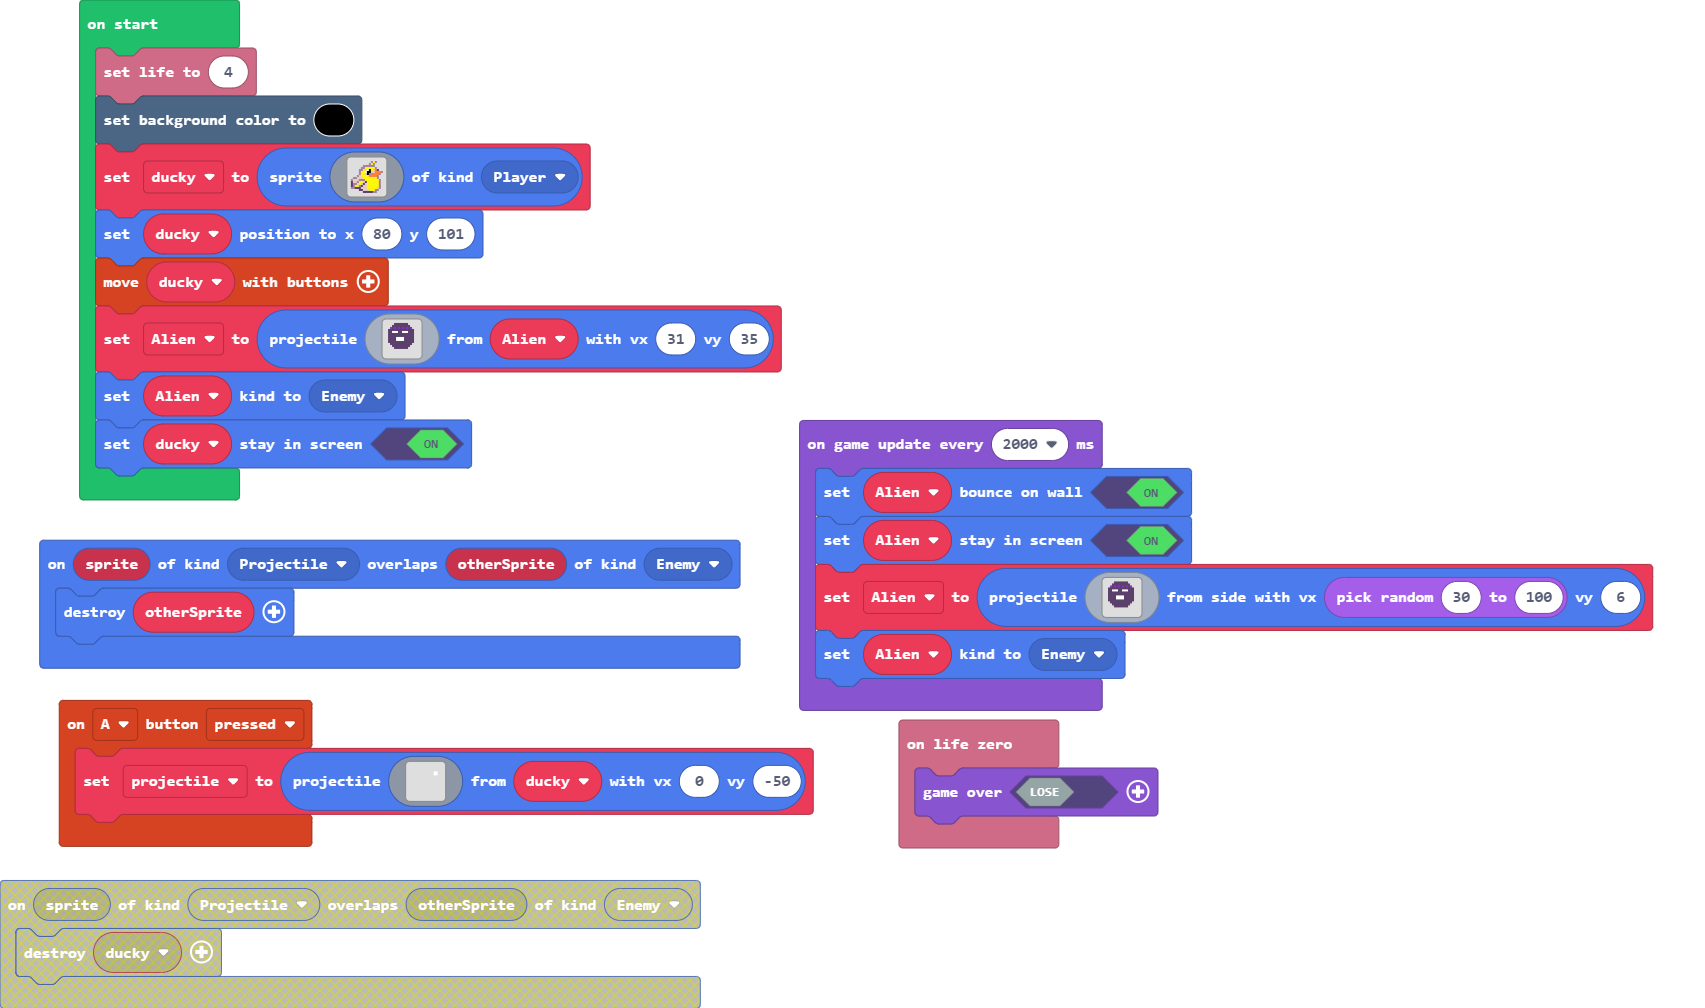 on start
set life to 4
set background color to
set ducky to sprite of kind Player
set ducky position to x 80 y 101
move ducky with buttons
set Alien to projectile from Alien with vx 31 vy 35
set Alien kind to Enemy
set ducky stay in screen ON
on game update every 2000 ms
set Alien bounce on wall ON
set Alien stay in screen ON
set Alien to projectile from side with vx pick random 30 to 100 vy 6
set Alien kind to Enemy
on sprite of kind Projectile overlaps otherSprite of kind Enemy
destroy otherSprite
on A button pressed
set projectile to projectile from ducky with vx 0 vy -50
on life zero
game over LOSE
on sprite of kind Projectile overlaps otherSprite of kind Enemy
destroy ducky